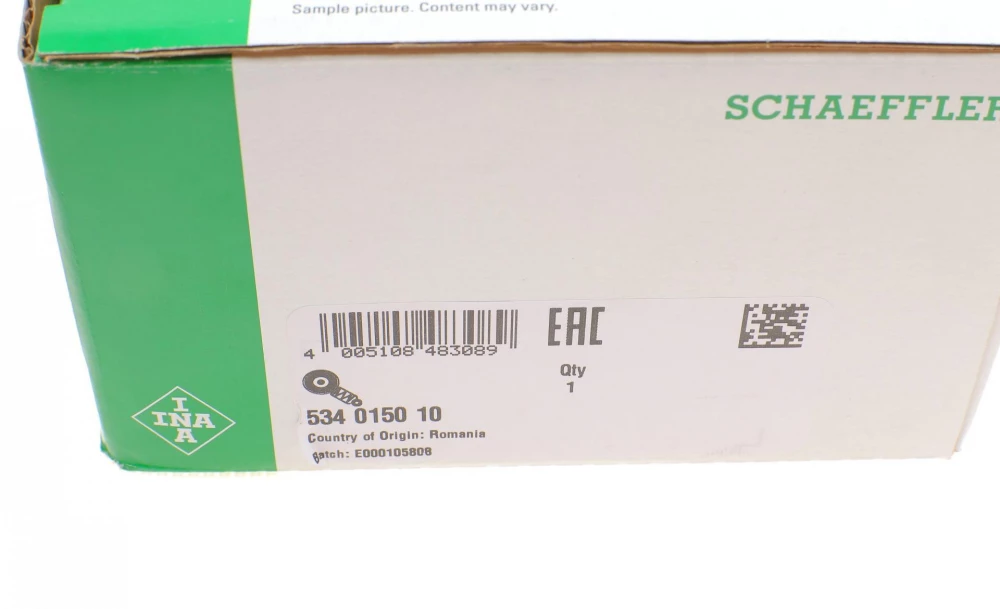 Sample picture. Content may vary.
SCHAEFFLER
4 005108 483089
EAC
Qty
1
534 0150 10
Country of Origin: Romania
Batch: E000105808
I
INA
A